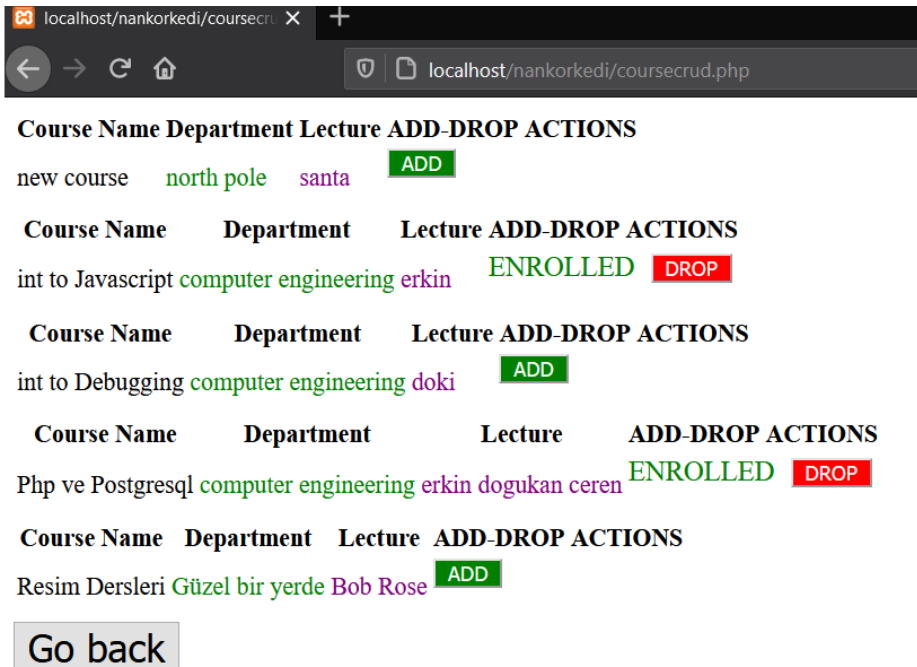 localhost/nankorkedi/coursecru
localhost/nankorkedi/coursecrud.php
Course Name Department Lecture ADD-DROP ACTIONS
new course north pole santa ADD
Course Name Department Lecture ADD-DROP ACTIONS
int to Javascript computer engineering erkin ENROLLED DROP
Course Name Department Lecture ADD-DROP ACTIONS
int to Debugging computer engineering doki ADD
Course Name Department Lecture ADD-DROP ACTIONS
Php ve Postgresql computer engineering erkin dogukan ceren ENROLLED DROP
Course Name Department Lecture ADD-DROP ACTIONS
Resim Dersleri Güzel bir yerde Bob Rose ADD
Go back